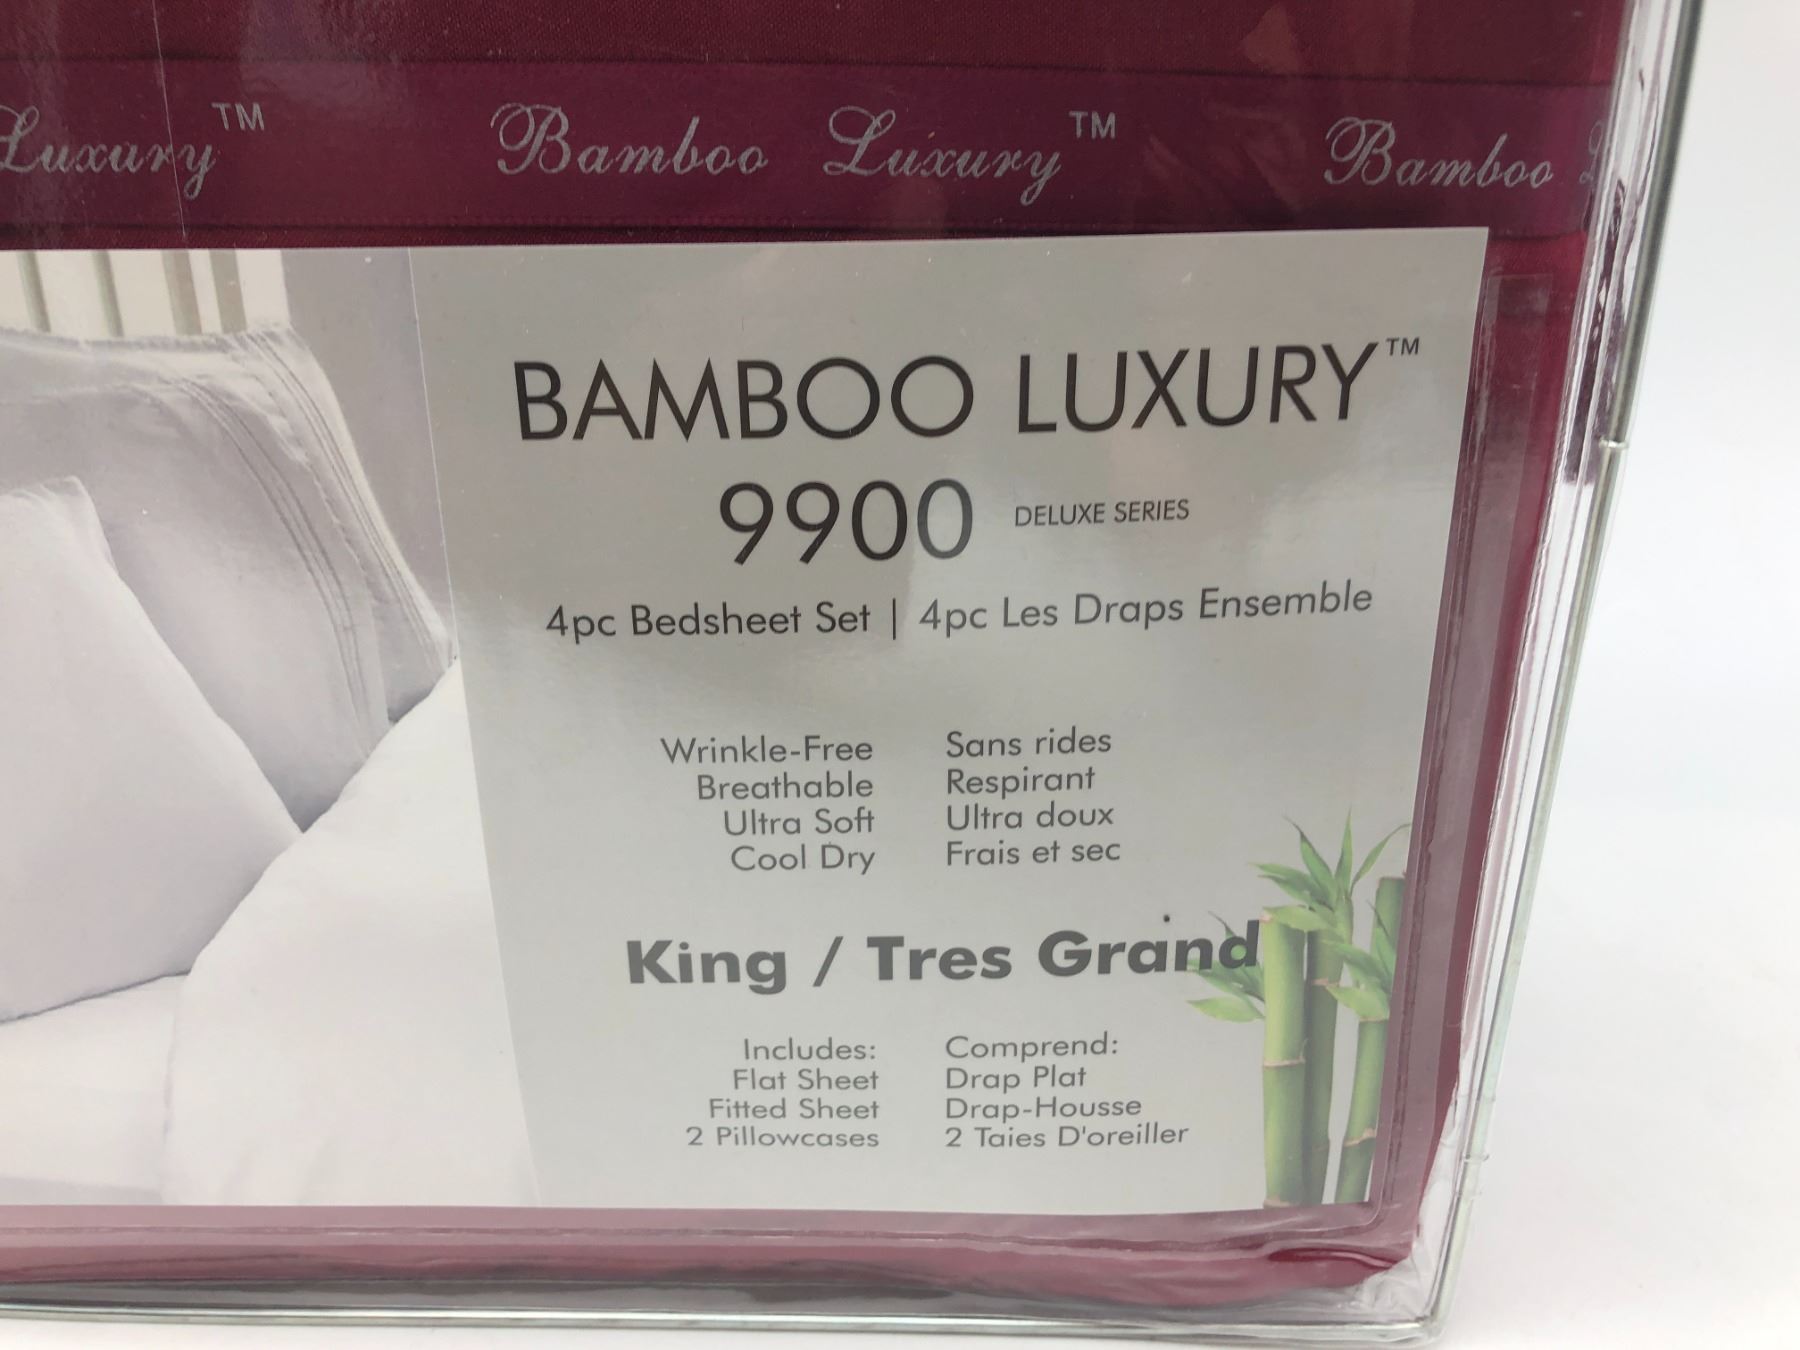 Luxury™ Bamboo Luxury™ Bamboo
BAMBOO LUXURY™
9900 DELUXE SERIES
4pc Bedsheet Set | 4pc Les Draps Ensemble
Wrinkle-Free Sans rides
Breathable Respirant
Ultra Soft Ultra doux
Cool Dry Frais et sec
King / Tres Grand
Includes: Comprend:
Flat Sheet Drap Plat
Fitted Sheet Drap-Housse
2 Pillowcases 2 Taies D'oreiller